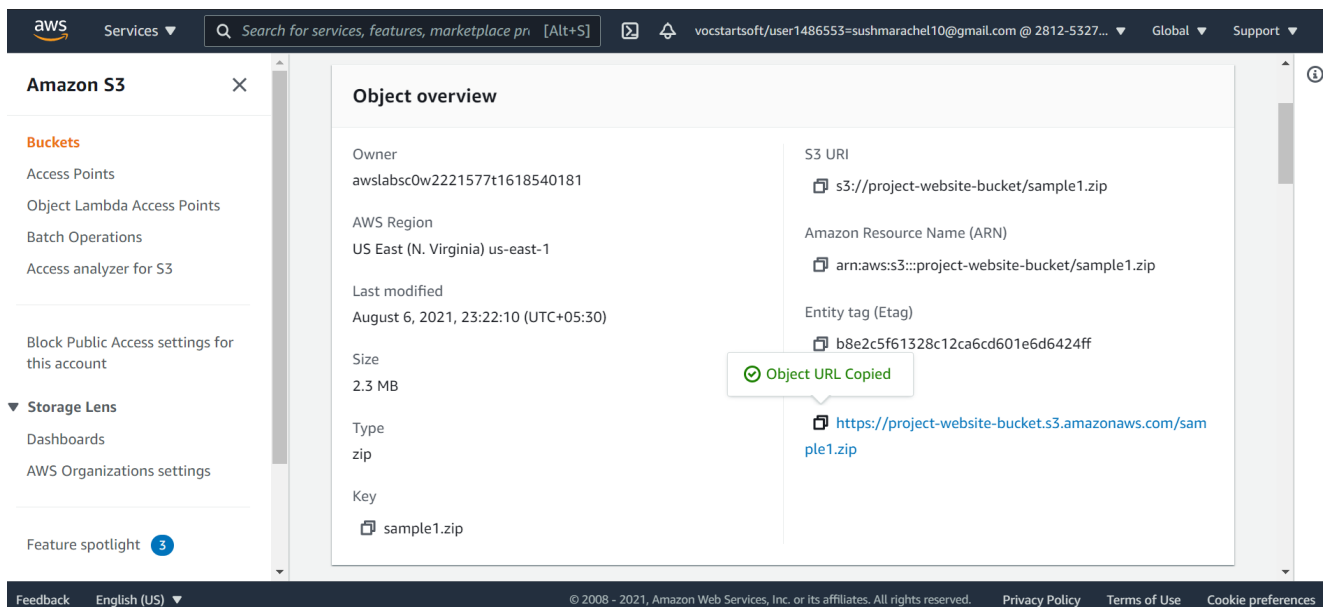 aws
Services ▼
Search for services, features, marketplace pr
[Alt+S]
vocstartsoft/user1486553=sushmarachel10@gmail.com @ 2812-5327... ▼
Global ▼
Support ▼
Amazon S3
Buckets
Access Points
Object Lambda Access Points
Batch Operations
Access analyzer for S3
Block Public Access settings for
this account
▼ Storage Lens
Dashboards
AWS Organizations settings
Feature spotlight 3
Object overview
Owner
awslabsc0w2221577t1618540181
AWS Region
US East (N. Virginia) us-east-1
Last modified
August 6, 2021, 23:22:10 (UTC+05:30)
Size
2.3 MB
Type
zip
Key
sample1.zip
S3 URI
s3://project-website-bucket/sample1.zip
Amazon Resource Name (ARN)
arn:aws:s3:::project-website-bucket/sample1.zip
Entity tag (Etag)
b8e2c5f61328c12ca6cd601e6d6424ff
Object URL Copied
https://project-website-bucket.s3.amazonaws.com/sam
ple1.zip
Feedback
English (US) ▼
© 2008 - 2021, Amazon Web Services, Inc. or its affiliates. All rights reserved.
Privacy Policy
Terms of Use
Cookie preferences